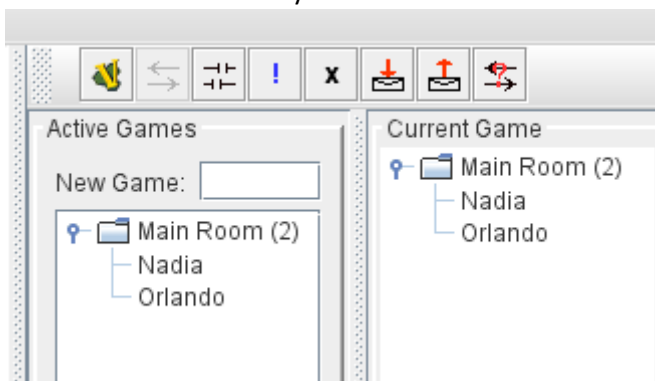 Active Games
New Game:
Main Room (2)
Nadia
Orlando
Current Game
Main Room (2)
Nadia
Orlando